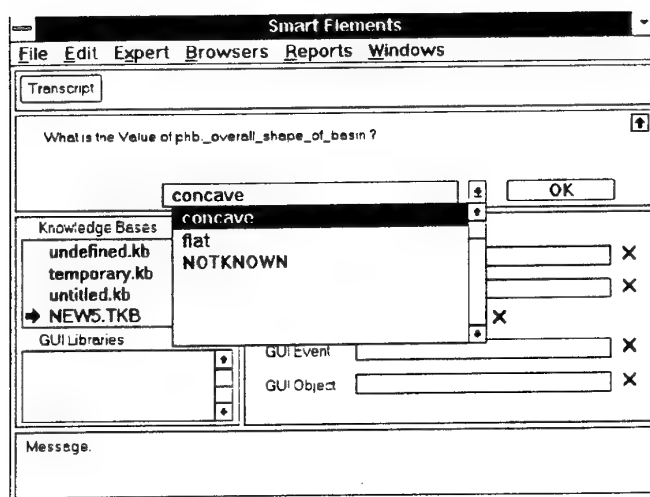 Smart Elements
File Edit Expert Browsers Reports Windows
Transcript
What is the Value of phb._overall_shape_of_basin ?
concave
OK
concave
flat
NOTKNOWN
Knowledge Bases
undefined.kb
temporary.kb
untitled.kb
NEW5.TKB
GUI Libraries
GUI Event
GUI Object
Message.